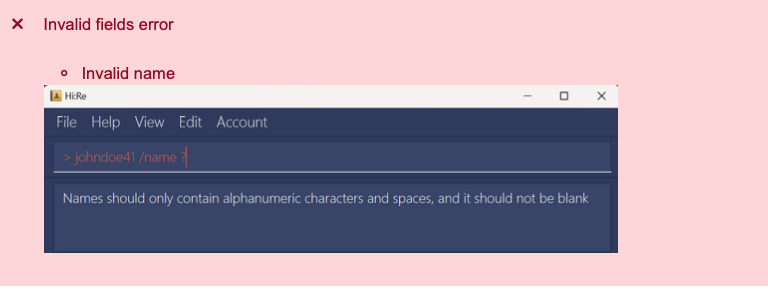 × Invalid fields error
Invalid name
Hi:Re
File Help View Edit Account
> johndoe41 /name ?
Names should only contain alphanumeric characters and spaces, and it should not be blank